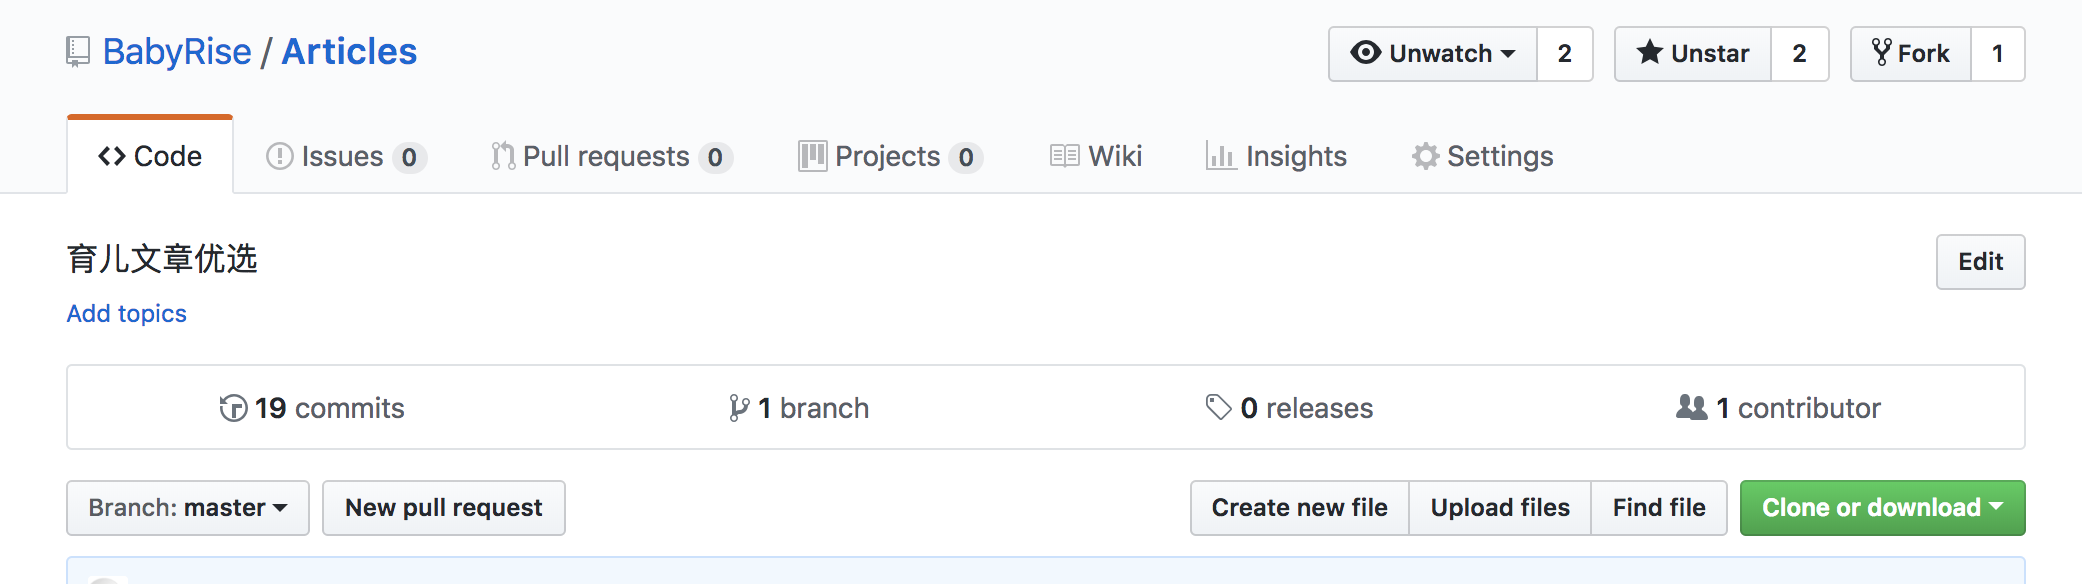 BabyRise / Articles
Unwatch 2 Unstar 2 Fork 1
Code Issues 0 Pull requests 0 Projects 0 Wiki Insights Settings
育儿文章优选
Edit
Add topics
19 commits 1 branch 0 releases 1 contributor
Branch: master New pull request Create new file Upload files Find file Clone or download